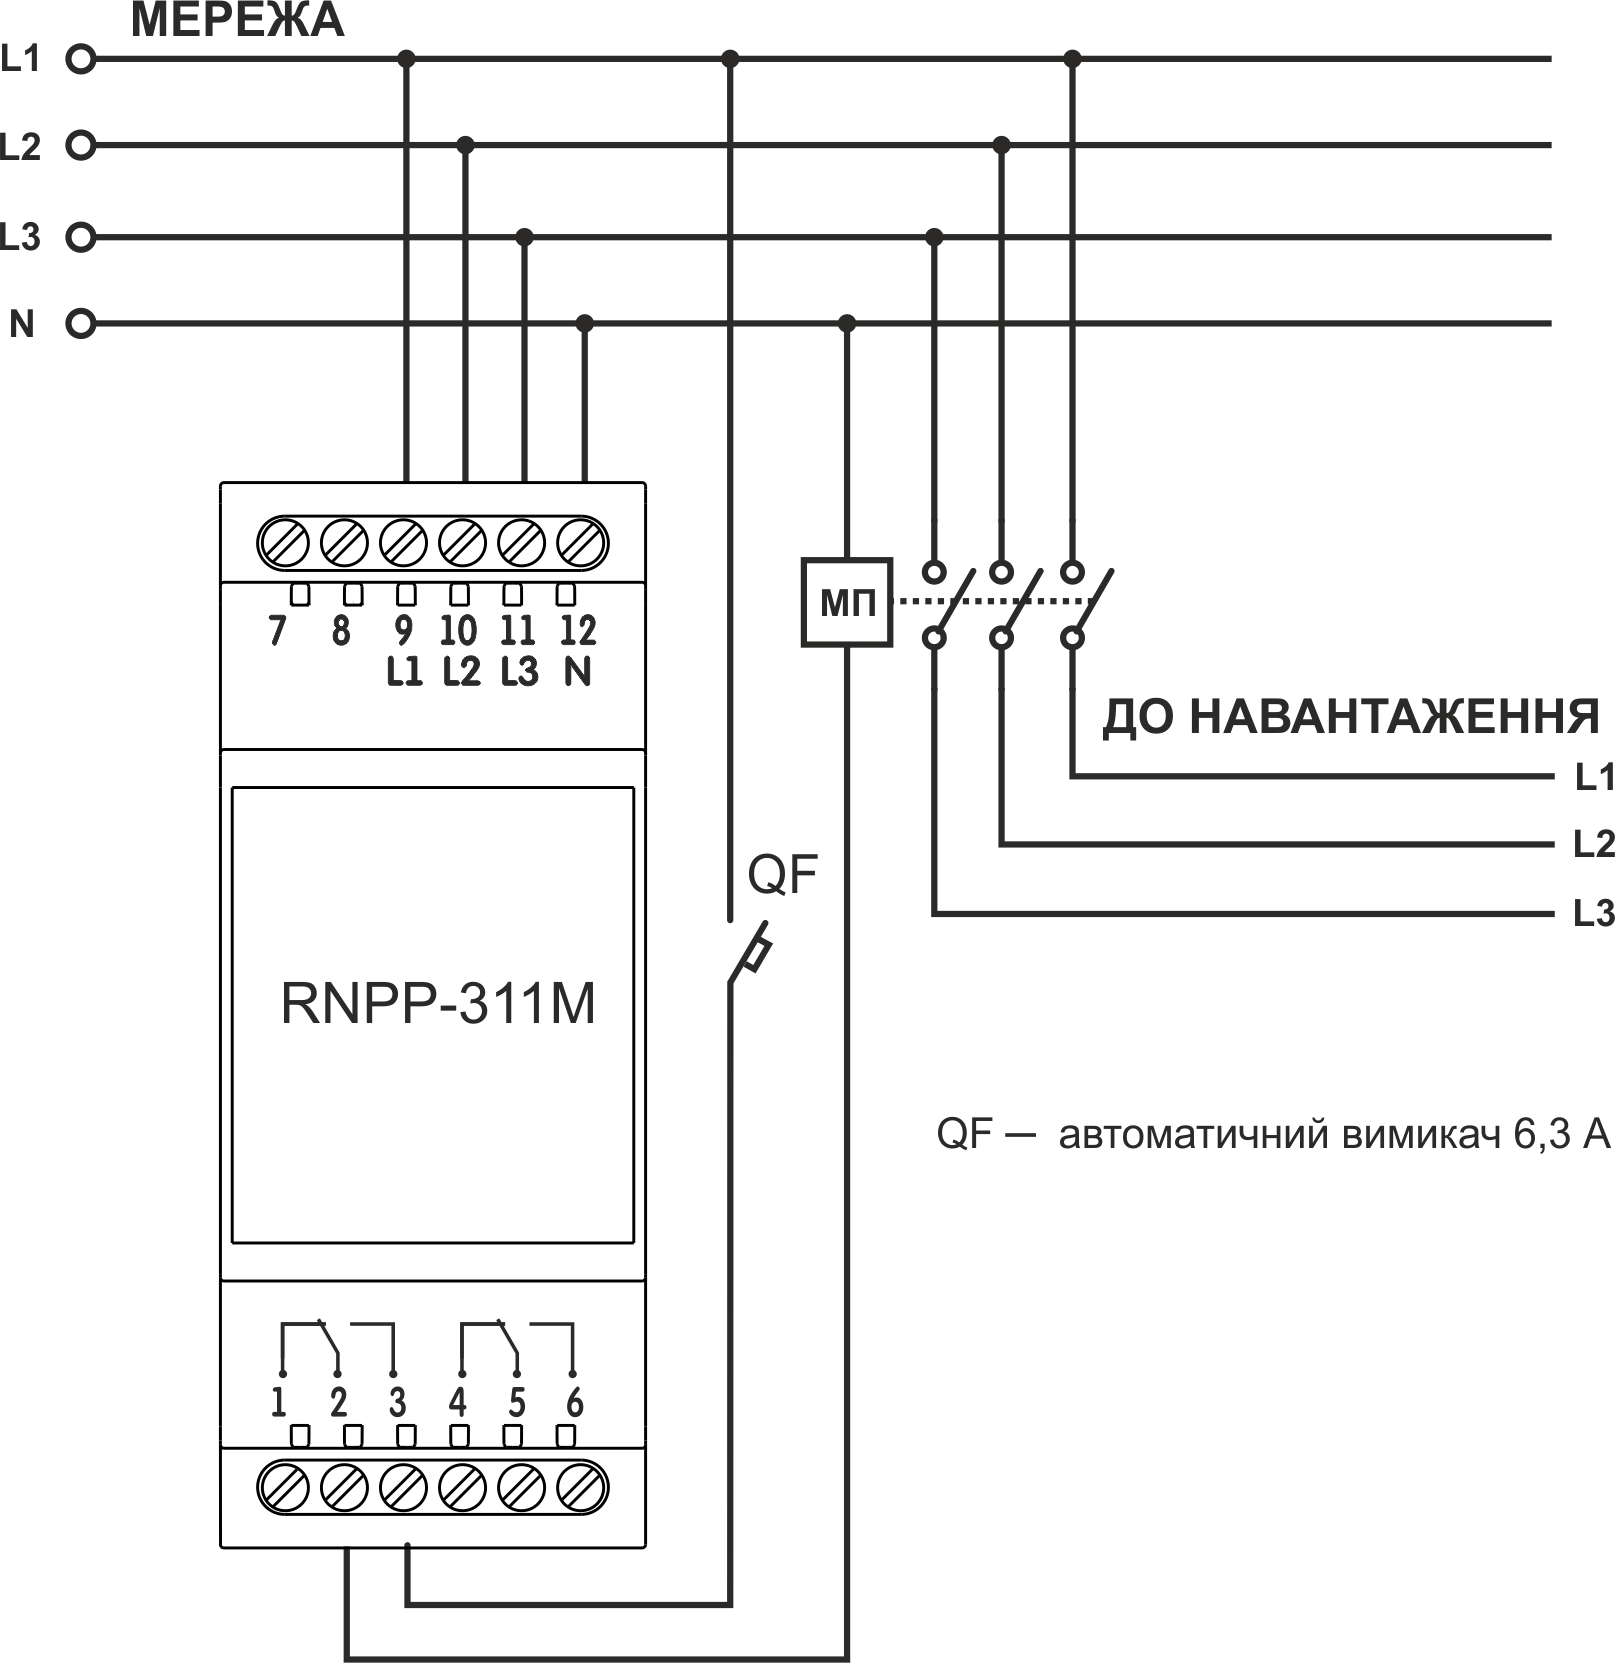 МЕРЕЖА
L1
L2
L3
N
7 8 9 10 11 12
L1 L2 L3 N
МП
ДО НАВАНТАЖЕННЯ
L1
L2
L3
QF
RNPP-311M
QF — автоматичний вимикач 6,3 А
1 2 3 4 5 6